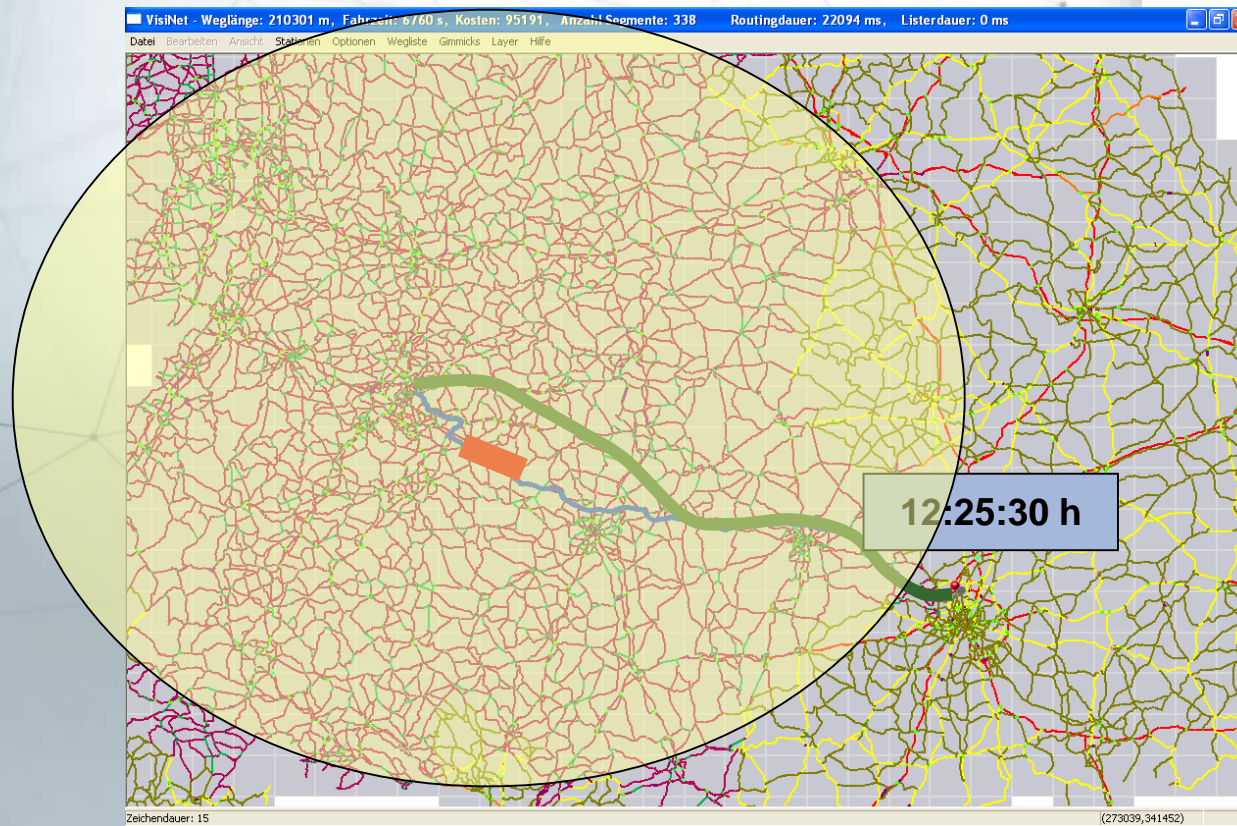 VisiNet - Weglänge: 210301 m, Fahrzeit: 6760 s, Kosten: 95191, Anzahl Segmente: 338 Routingdauer: 22094 ms, Listerdauer: 0 ms
Datei Bearbeiten Ansicht Stationen Optionen Wegliste Gimmicks Layer Hilfe
12:25:30 h
Zeichendauer: 15 (273039,341452)